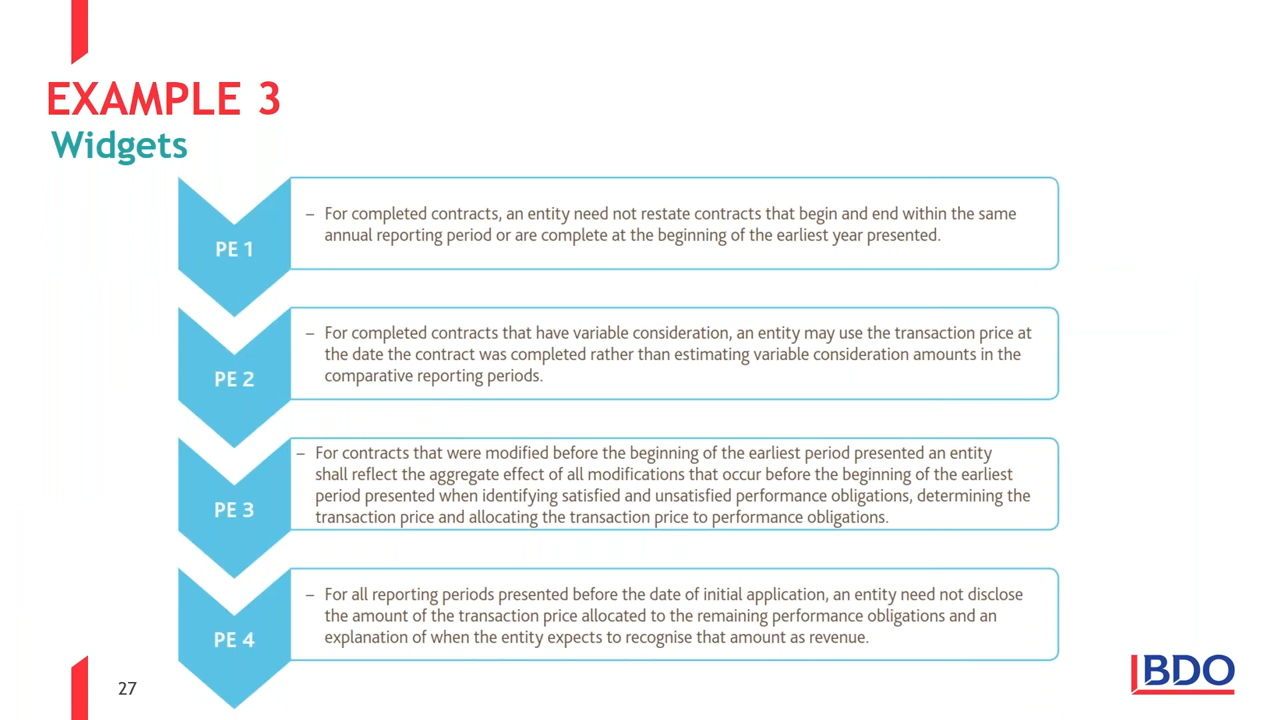 EXAMPLE 3
Widgets
PE 1
– For completed contracts, an entity need not restate contracts that begin and end within the same
annual reporting period or are complete at the beginning of the earliest year presented.
PE 2
– For completed contracts that have variable consideration, an entity may use the transaction price at
the date the contract was completed rather than estimating variable consideration amounts in the
comparative reporting periods.
PE 3
– For contracts that were modified before the beginning of the earliest period presented an entity
shall reflect the aggregate effect of all modifications that occur before the beginning of the earliest
period presented when identifying satisfied and unsatisfied performance obligations, determining the
transaction price and allocating the transaction price to performance obligations.
PE 4
– For all reporting periods presented before the date of initial application, an entity need not disclose
the amount of the transaction price allocated to the remaining performance obligations and an
explanation of when the entity expects to recognise that amount as revenue.
27
BDO